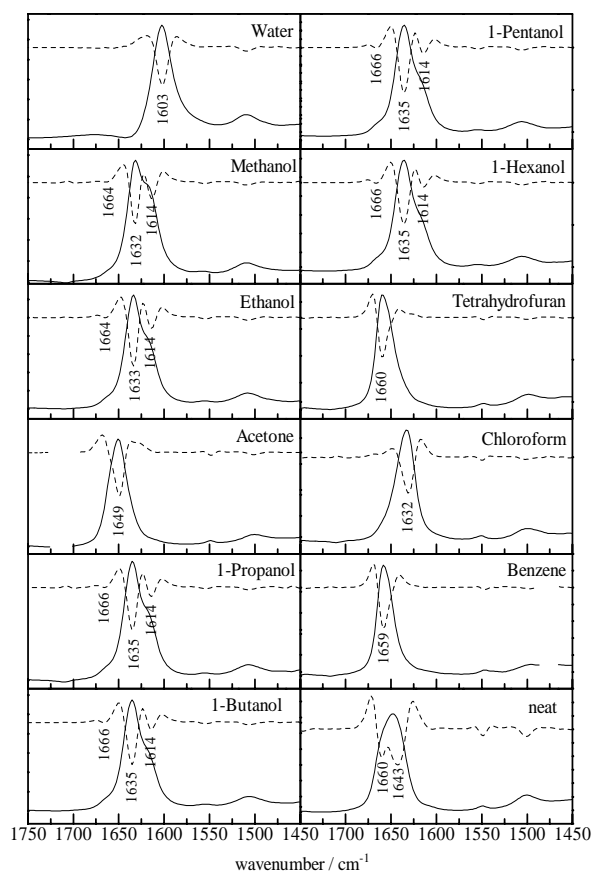 Water
1603
1-Pentanol
1666
1635
1614
Methanol
1664
1632
1614
1-Hexanol
1666
1635
1614
Ethanol
1664
1633
1614
Tetrahydrofuran
1660
Acetone
1649
Chloroform
1632
1-Propanol
1666
1635
1614
Benzene
1659
1-Butanol
1666
1635
1614
neat
1660
1643
1750 1700 1650 1600 1550 1450 1700 1650 1600 1550 1500 1450
wavenumber / cm-1